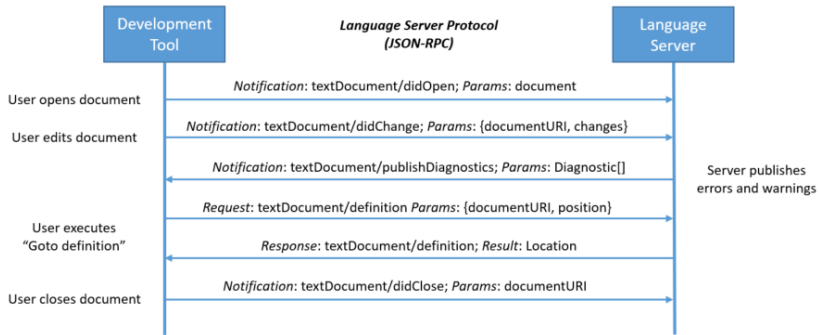 Development
Tool
Language Server Protocol
(JSON-RPC)
Language
Server
User opens document
Notification: textDocument/didOpen; Params: document
User edits document
Notification: textDocument/didChange; Params: {documentURI, changes}
Notification: textDocument/publishDiagnostics; Params: Diagnostic[]
Server publishes
errors and warnings
Request: textDocument/definition Params: {documentURI, position}
User executes
“Goto definition”
Response: textDocument/definition; Result: Location
User closes document
Notification: textDocument/didClose; Params: documentURI